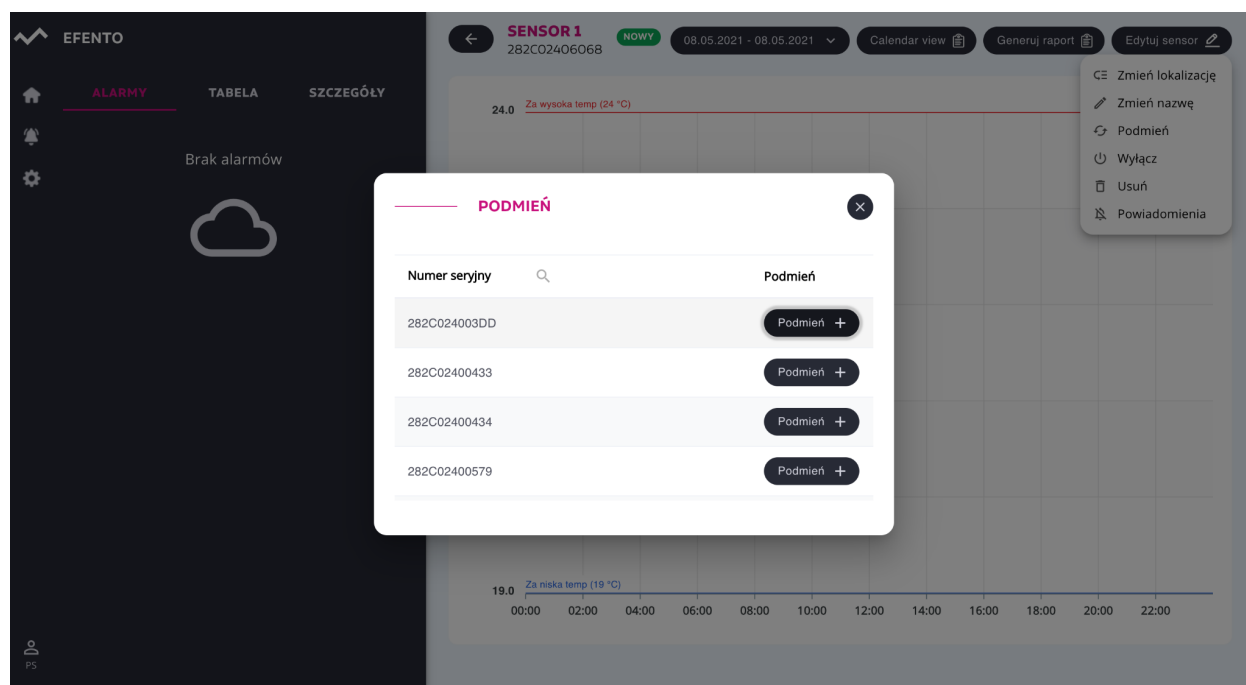 EFENTO
SENSOR 1
282C02406068
NOWY
08.05.2021 - 08.05.2021
Calendar view
Generuj raport
Edytuj sensor
ALARMY
TABELA
SZCZEGÓŁY
Brak alarmów
Zmień lokalizację
Zmień nazwę
Podmień
Wyłącz
Usuń
Powiadomienia
24.0
Za wysoka temp (24 °C)
PODMIEŃ
Numer seryjny
Podmień
282C024003DD
Podmień
282C02400433
Podmień
282C02400434
Podmień
282C02400579
Podmień
19.0
Za niska temp (19 °C)
00:00 02:00 04:00 06:00 08:00 10:00 12:00 14:00 16:00 18:00 20:00 22:00
PS